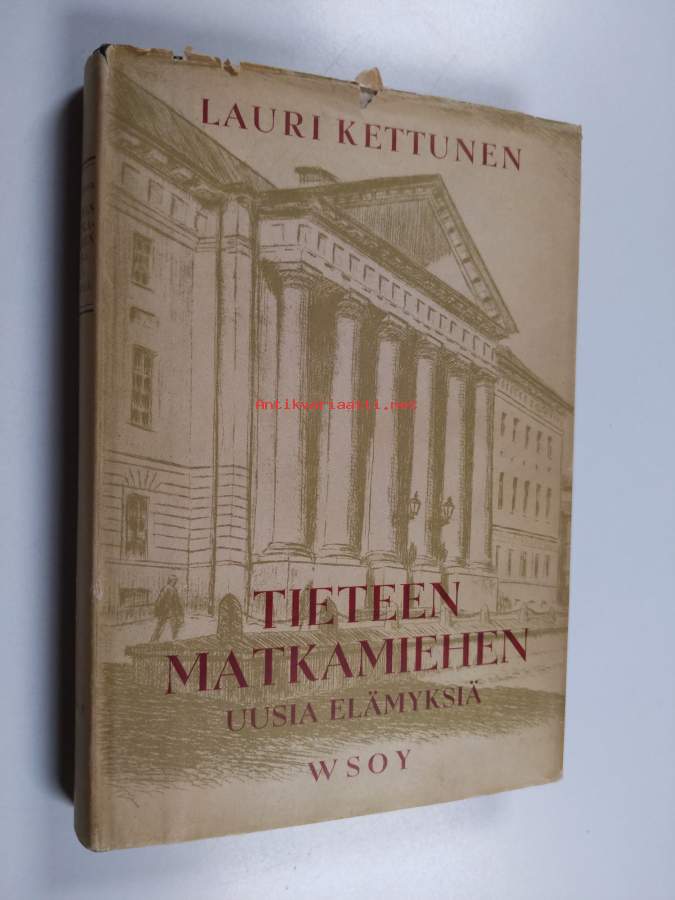 LAURI KETTUNEN
Antikvariaatti.net
TIETEEN
MATKAMIEHEN
UUSIA ELÄMYKSIÄ
WSOY